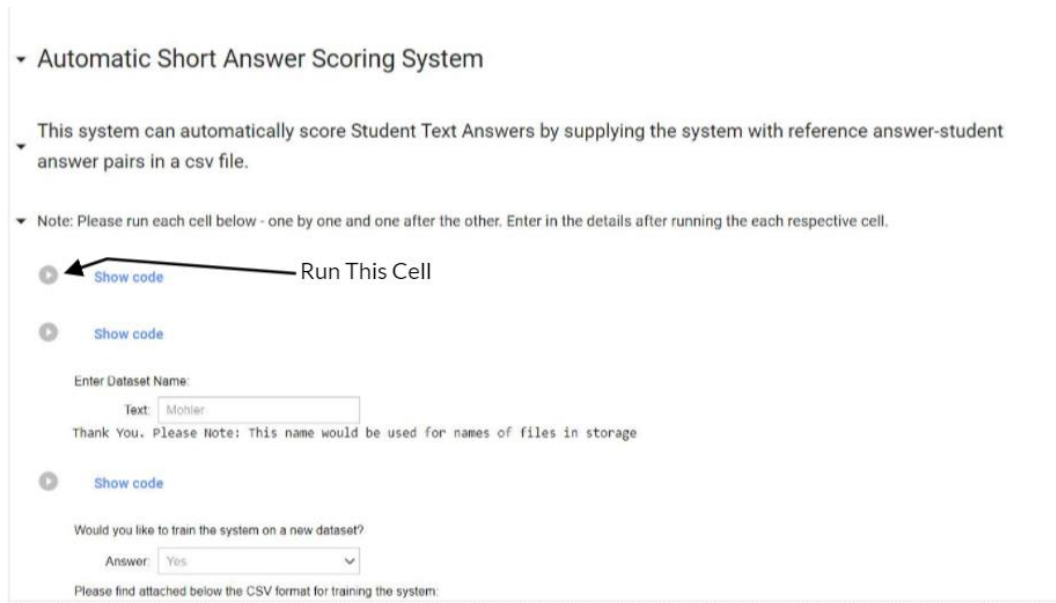 Automatic Short Answer Scoring System
This system can automatically score Student Text Answers by supplying the system with reference answer-student
answer pairs in a csv file.
Note: Please run each cell below - one by one and one after the other. Enter in the details after running the each respective cell.
Show code
Run This Cell
Show code
Enter Dataset Name:
Text: Mohler
Thank You. Please Note: This name would be used for names of files in storage
Show code
Would you like to train the system on a new dataset?
Answer: Yes
Please find attached below the CSV format for training the system: